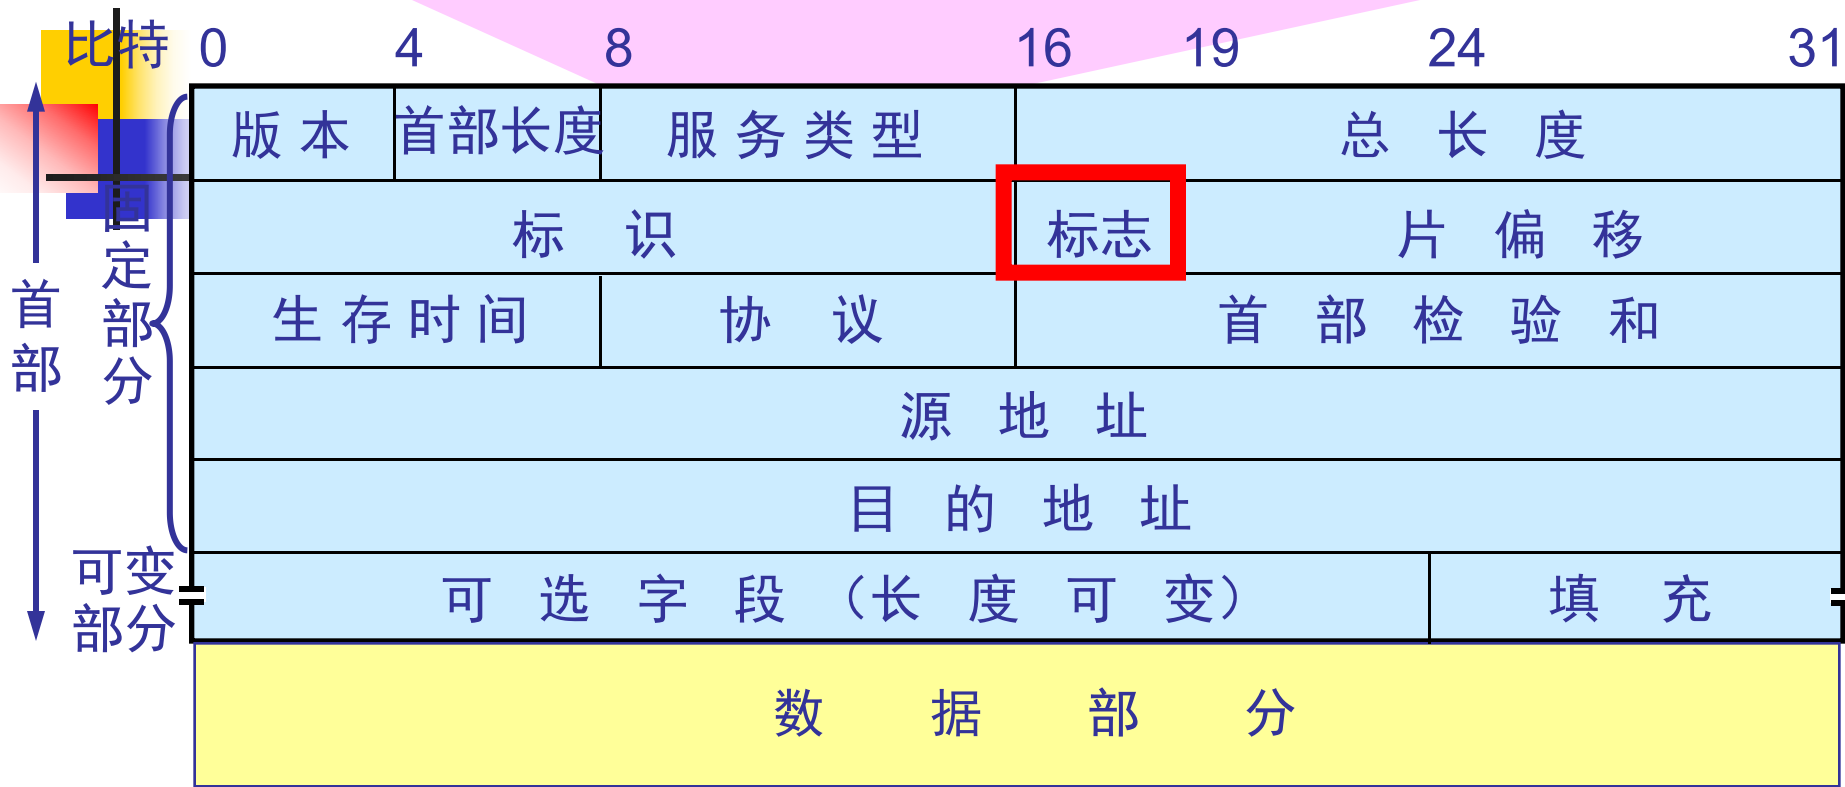 比特 0 4 8 16 19 24 31
版 本 首部长度 服 务 类 型 总 长 度
标 识 标志 片 偏 移
生 存 时 间 协 议 首 部 检 验 和
源 地 址
目 的 地 址
可 选 字 段 （长 度 可 变） 填 充
数 据 部 分
首部
固定部分
可变
部分